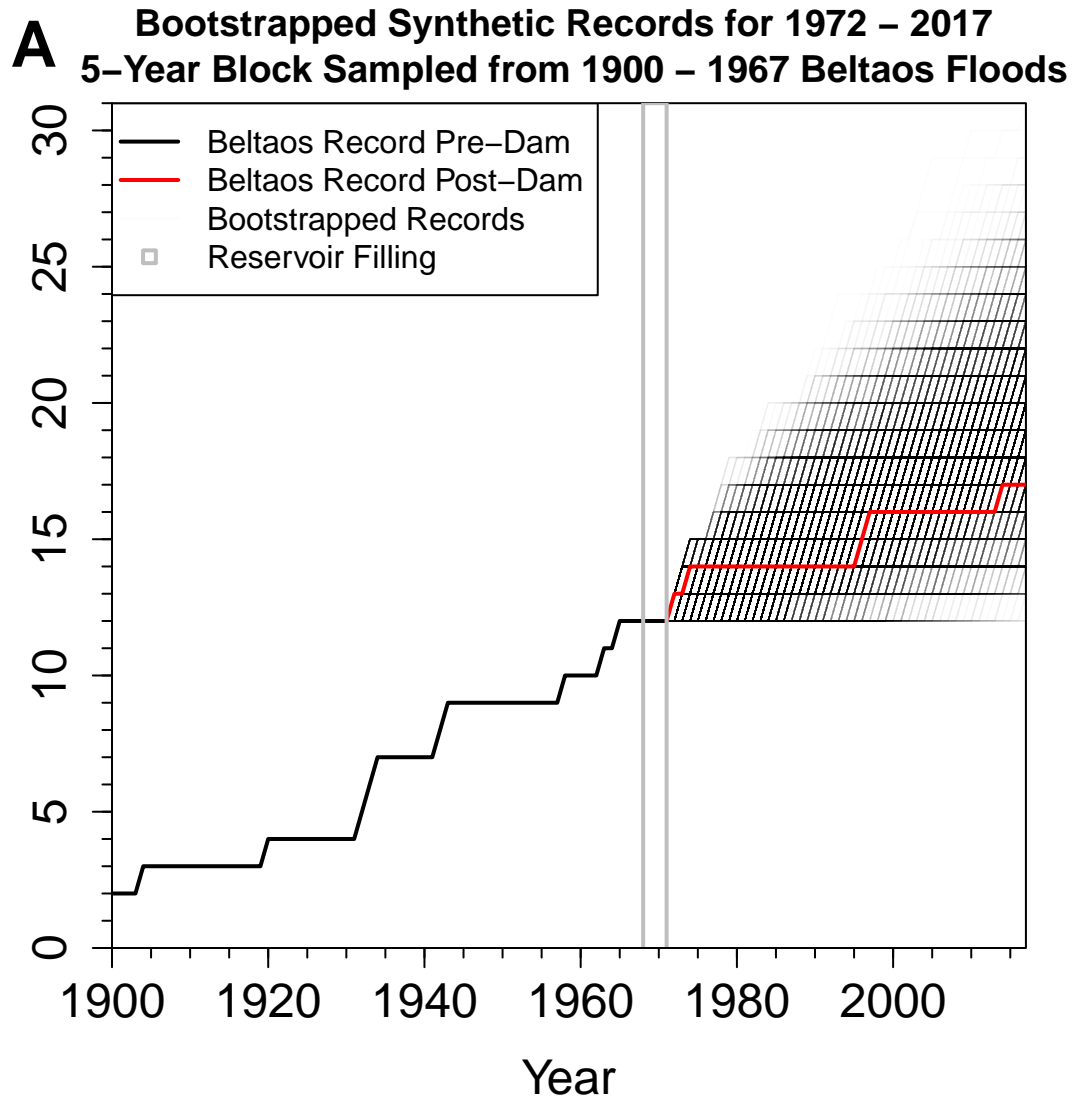 A
Bootstrapped Synthetic Records for 1972 – 2017
5–Year Block Sampled from 1900 – 1967 Beltaos Floods
Beltaos Record Pre–Dam
Beltaos Record Post–Dam
Bootstrapped Records
Reservoir Filling
30
25
20
15
10
5
0
1900 1920 1940 1960 1980 2000
Year